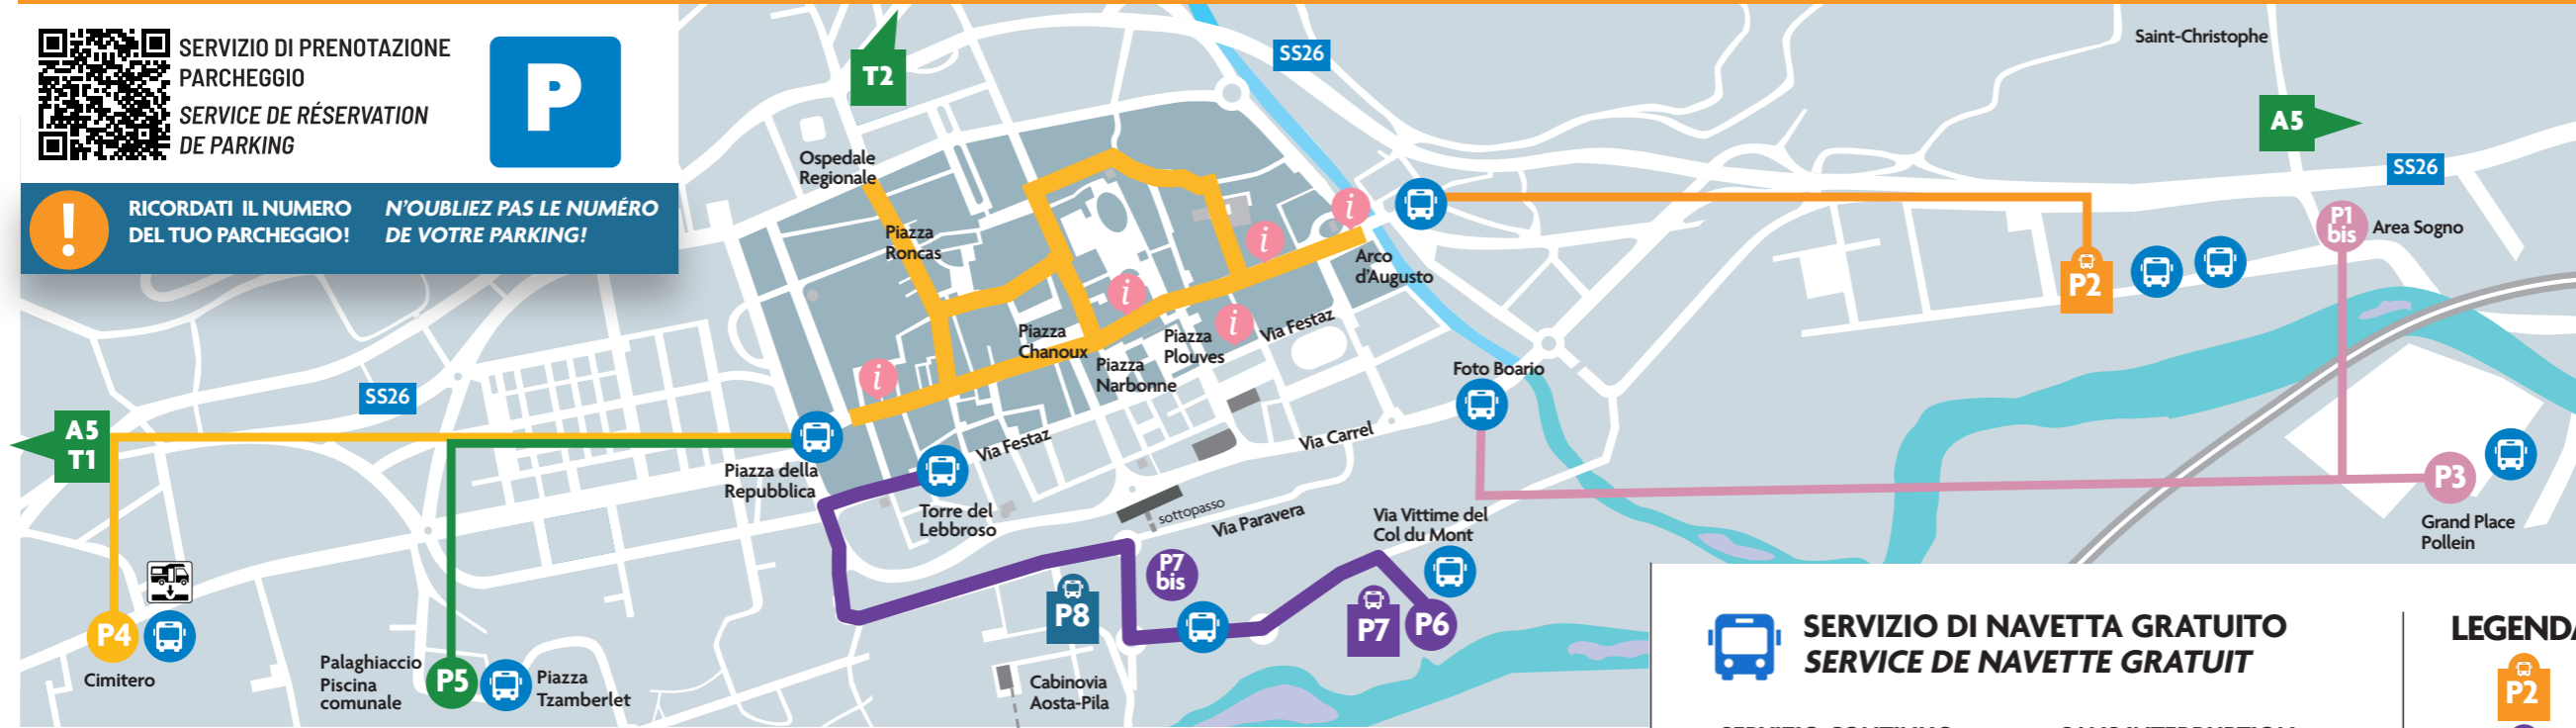 SERVIZIO DI PRENOTAZIONE
PARCHEGGIO
SERVICE DE RÉSERVATION
DE PARKING
P
!
RICORDATI IL NUMERO
DEL TUO PARCHEGGIO!
N'OUBLIEZ PAS LE NUMÉRO
DE VOTRE PARKING!
T2
SS26
Saint-Christophe
A5
SS26
Ospedale
Regionale
Piazza
Roncas
i
i
Arco
d'Augusto
P1
bis
Area Sogno
P2
i
i
Piazza
Chanoux
Piazza
Narbonne
Piazza
Plouves
Via Festaz
Foto Boario
i
SS26
A5
T1
Piazza della
Repubblica
Via Festaz
Via Carrel
Torre del
Lebbroso
sottopasso
Via Paravera
Via Vittime del
Col du Mont
P3
Grand Place
Pollein
P7
bis
P8
P7
P6
P4
Cimitero
Palaghiaccio
Piscina
comunale
P5
Piazza
Tzamberlet
Cabinovia
Aosta-Pila
SERVIZIO DI NAVETTA GRATUITO
SERVICE DE NAVETTE GRATUIT
LEGENDA
P2